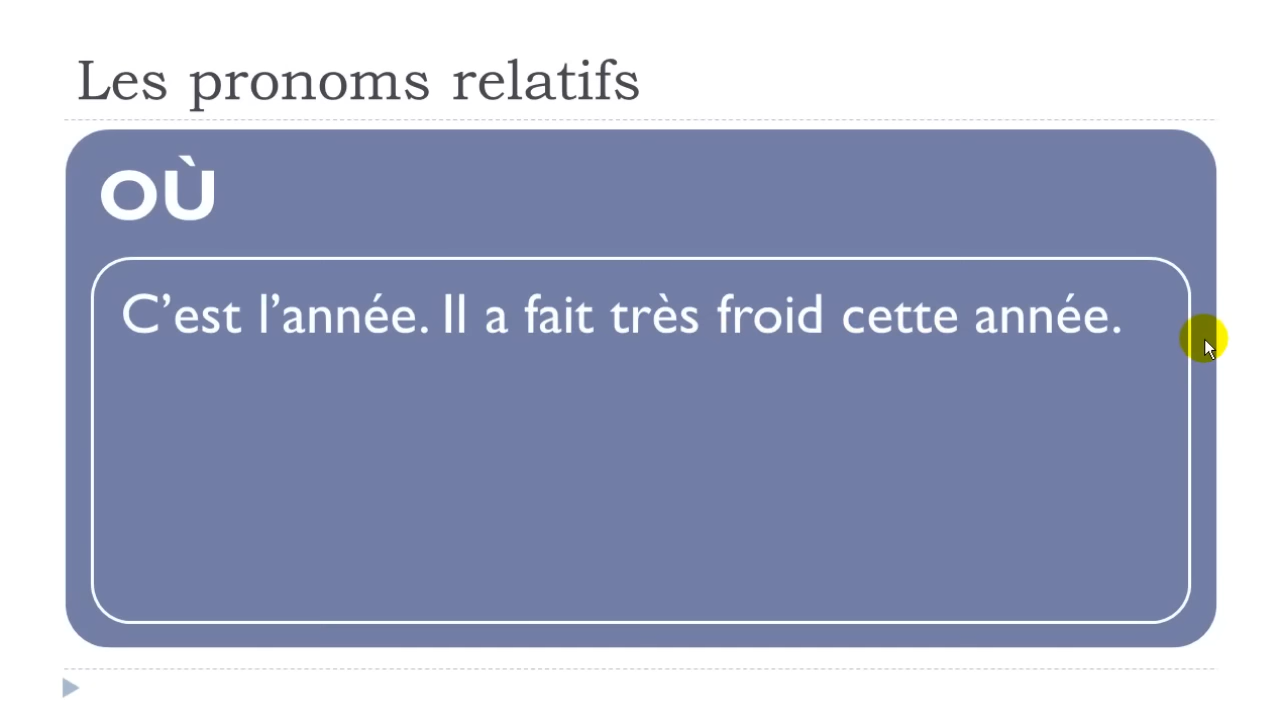 Les pronoms relatifs
OÙ
C’est l’année. Il a fait très froid cette année.